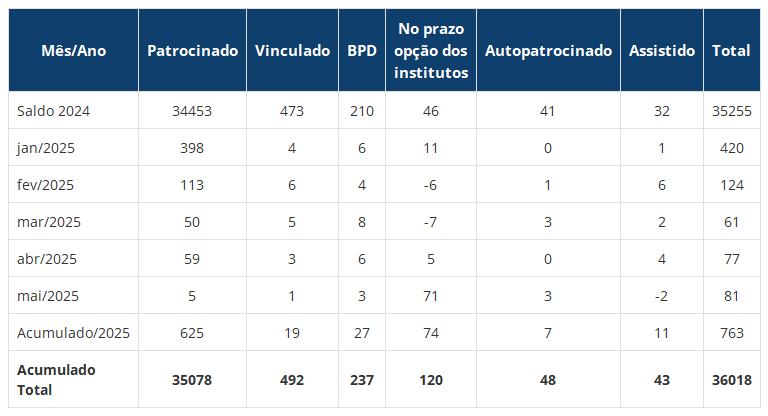 Mês/Ano Patrocinado Vinculado BPD No prazo opção dos institutos Autopatrocinado Assistido Total
Saldo 2024 34453 473 210 46 41 32 35255
jan/2025 398 4 6 11 0 1 420
fev/2025 113 6 4 -6 1 6 124
mar/2025 50 5 8 -7 3 2 61
abr/2025 59 3 6 5 0 4 77
mai/2025 5 1 3 71 3 -2 81
Acumulado/2025 625 19 27 74 7 11 763
Acumulado Total 35078 492 237 120 48 43 36018